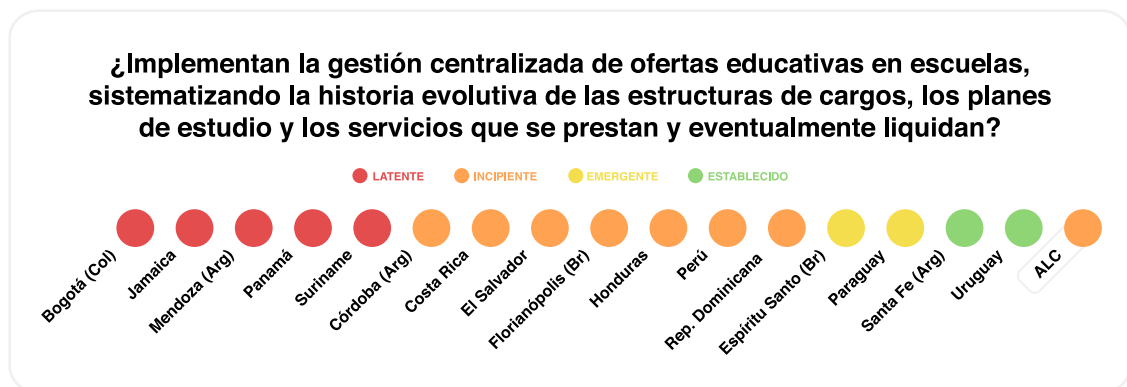 ¿Implementan la gestión centralizada de ofertas educativas en escuelas,
sistematizando la historia evolutiva de las estructuras de cargos, los planes
de estudio y los servicios que se prestan y eventualmente liquidan?
LATENTE
INCIPIENTE
EMERGENTE
ESTABLECIDO
Bogotá (Col)
Jamaica
Mendoza (Arg)
Panamá
Suriname
Córdoba (Arg)
Costa Rica
El Salvador
Florianópolis (Br)
Honduras
Perú
Rep. Dominicana
Espíritu Santo (Br)
Paraguay
Santa Fe (Arg)
Uruguay
ALC